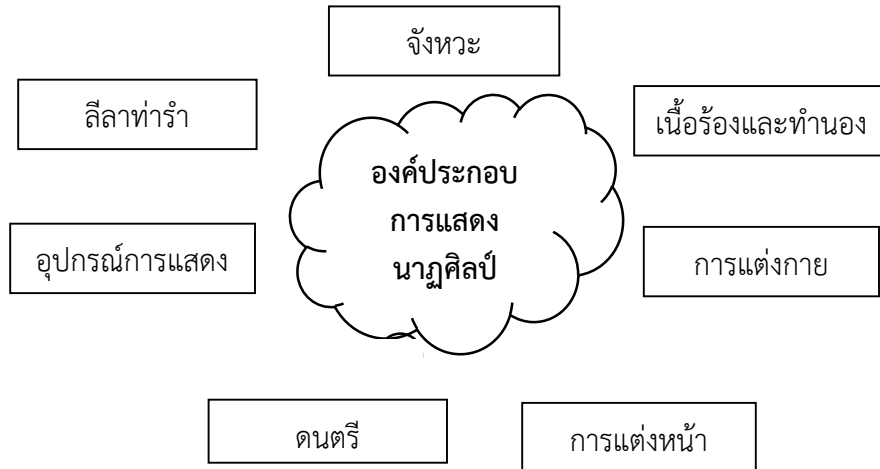 จังหวะ
ลีลาท่ารำ
เนื้อร้องและทำนอง
องค์ประกอบ
การแสดง
นาฏศิลป์
อุปกรณ์การแสดง
การแต่งกาย
ดนตรี
การแต่งหน้า